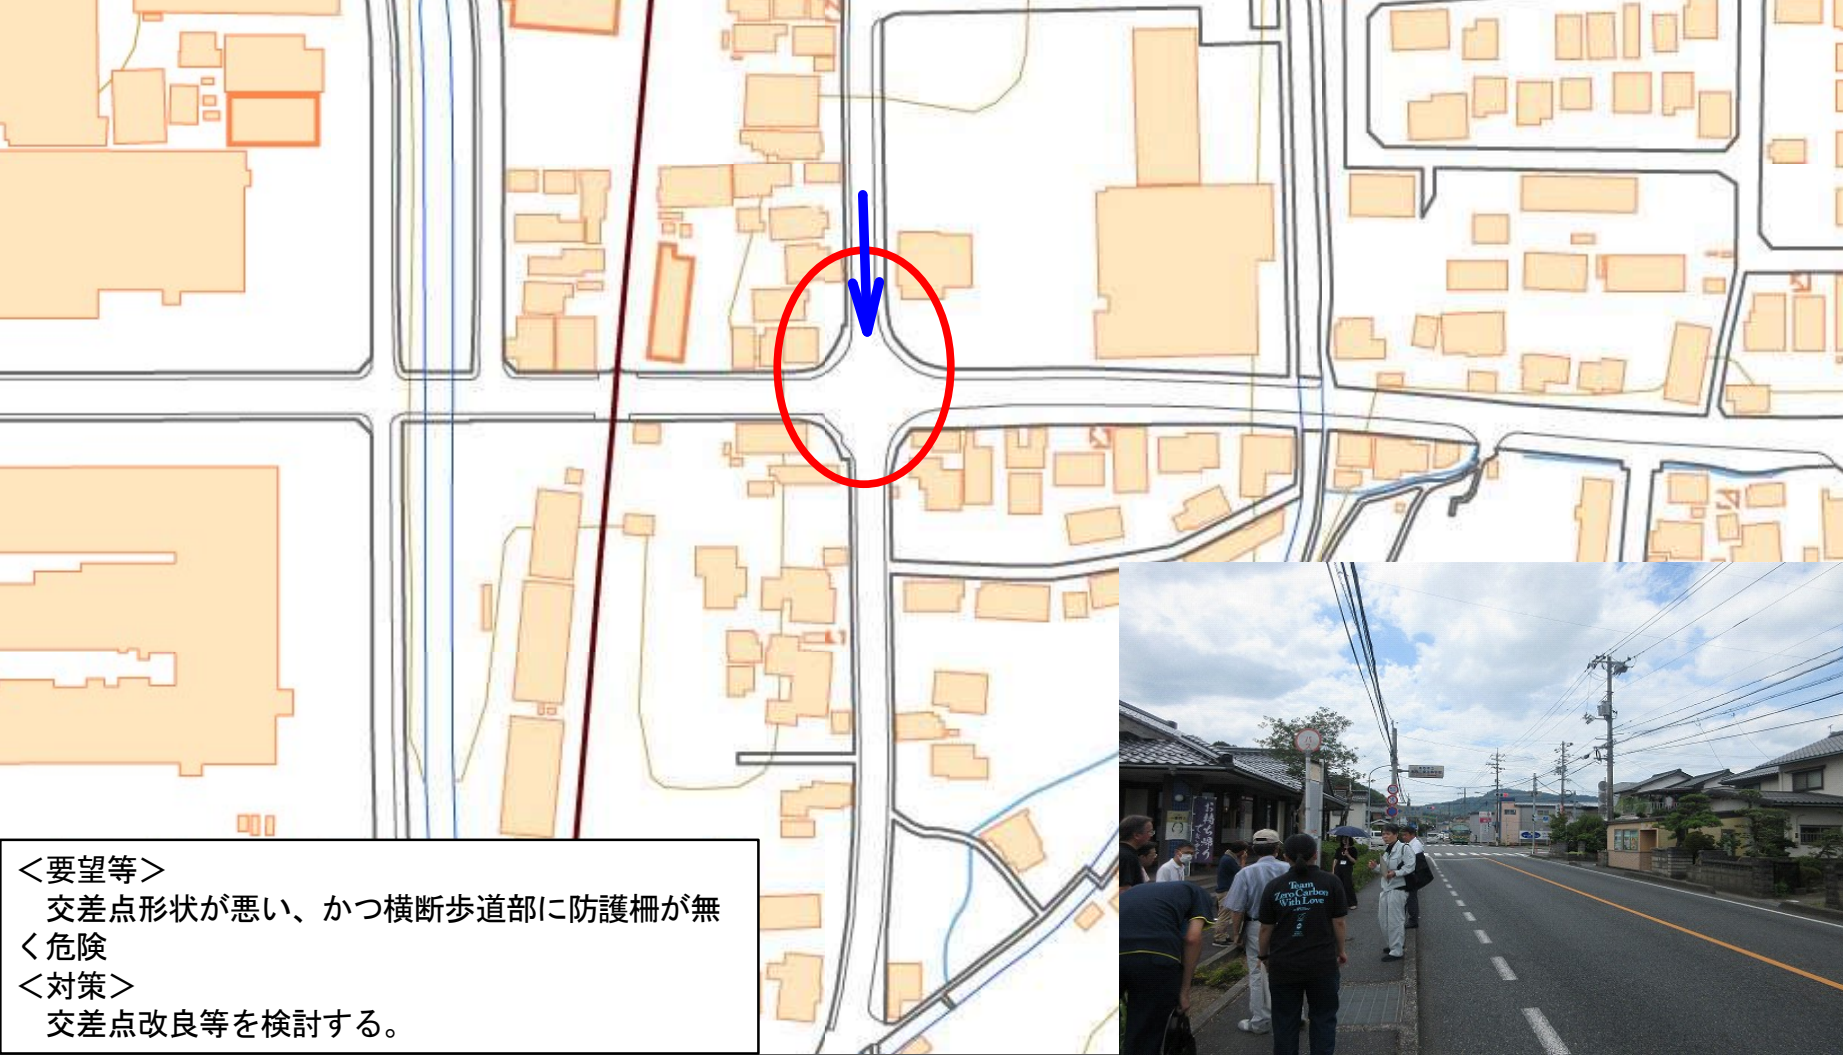 ＜要望等＞
交差点形状が悪い、かつ横断歩道部に防護柵が無
く危険
＜対策＞
交差点改良等を検討する。
Team
Zero Carbon
With Love